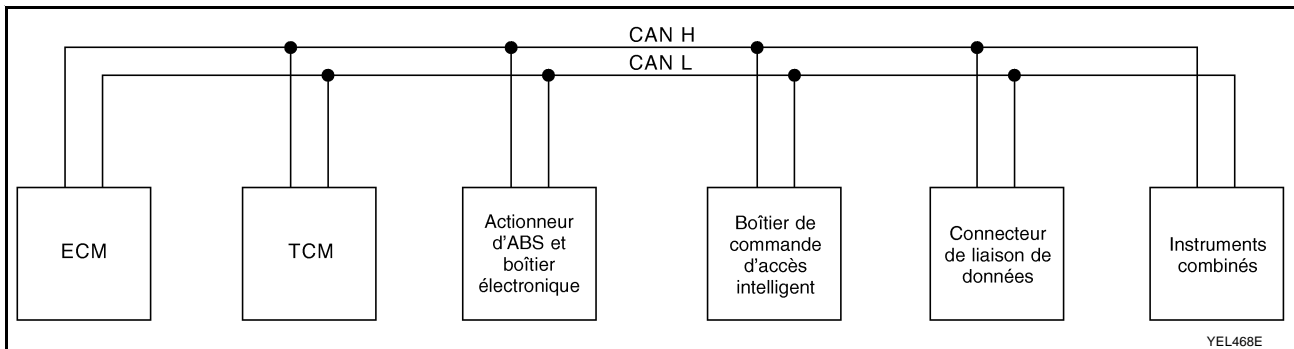 CAN H
CAN L
ECM
TCM
Actionneur
d'ABS et
boîtier
électronique
Boîtier de
commande
d'accès
intelligent
Connecteur
de liaison de
données
Instruments
combinés
YEL468E